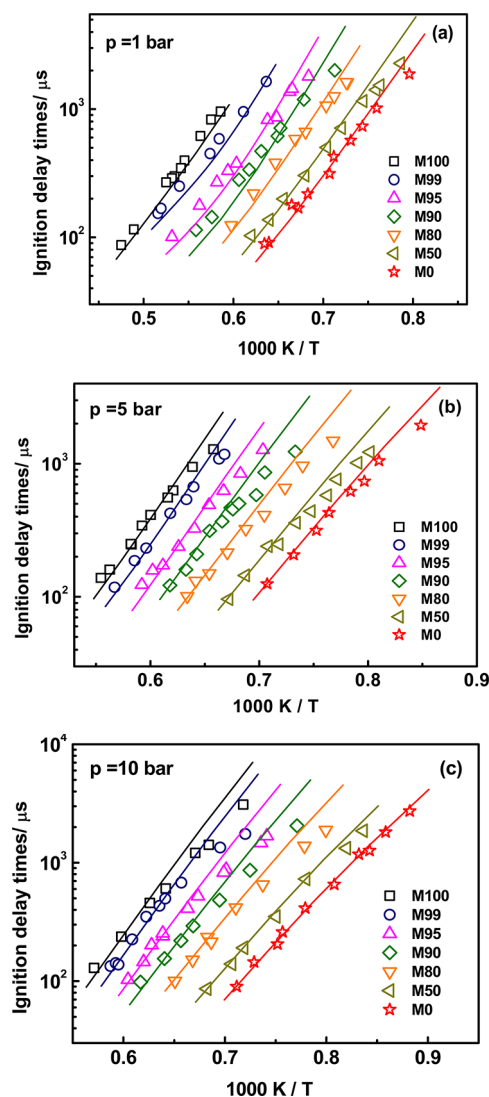 p =1 bar
(a)
Ignition delay times/ μs
10³
10²
M100
M99
M95
M90
M80
M50
M0
0.5 0.6 0.7 0.8
1000 K / T
p =5 bar
(b)
Ignition delay times/ μs
10³
10²
M100
M99
M95
M90
M80
M50
M0
0.6 0.7 0.8 0.9
1000 K / T
10⁴
p =10 bar
(c)
Ignition delay times/ μs
10³
10²
M100
M99
M95
M90
M80
M50
M0
0.6 0.7 0.8 0.9
1000 K / T